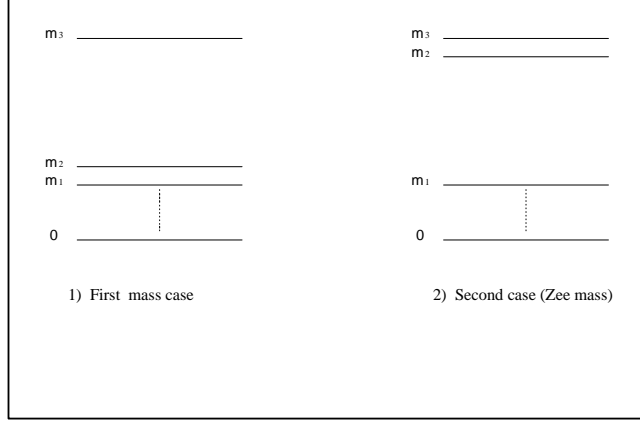 m3
m2
m1
0
1) First mass case
m3
m2
m1
0
2) Second case (Zee mass)